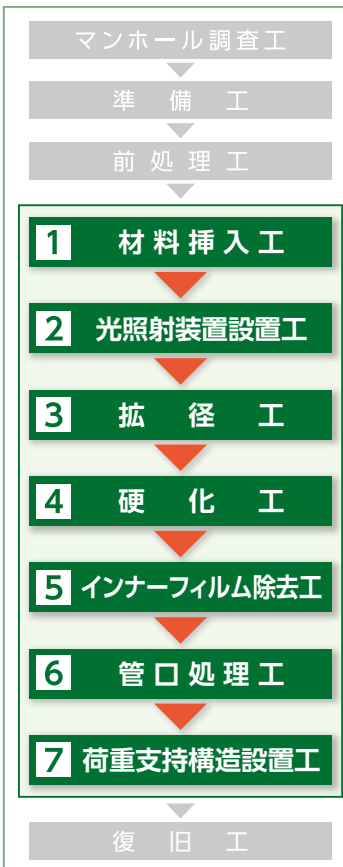 マンホール調査工
準備工
前処理工
1 材料挿入工
2 光照射装置設置工
3 拡径工
4 硬化工
5 インナーフィルム除去工
6 管口処理工
7 荷重支持構造設置工
復旧工